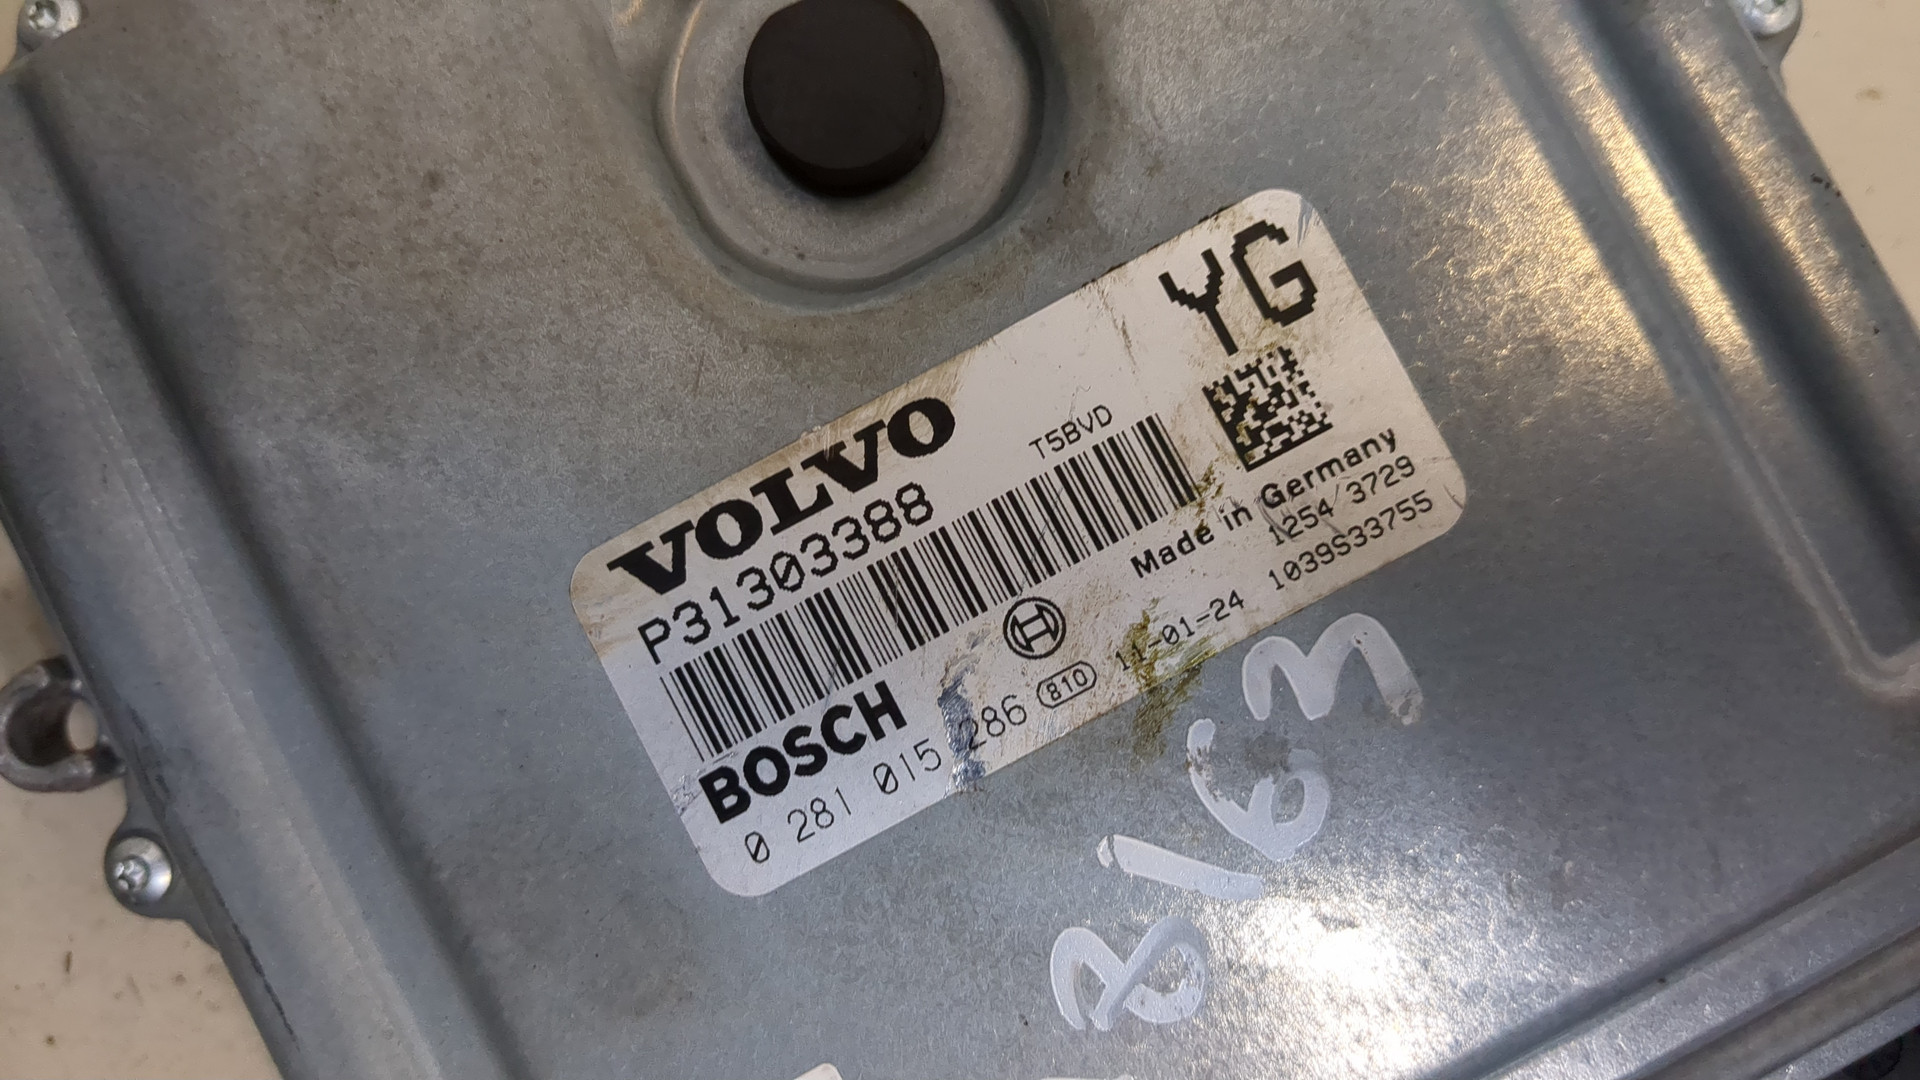 YG
VOLVO
T5BVD
P31303388
Made in Germany
1254 3729
BOSCH
11-01-24 1039S33755
0 281 015 286 810